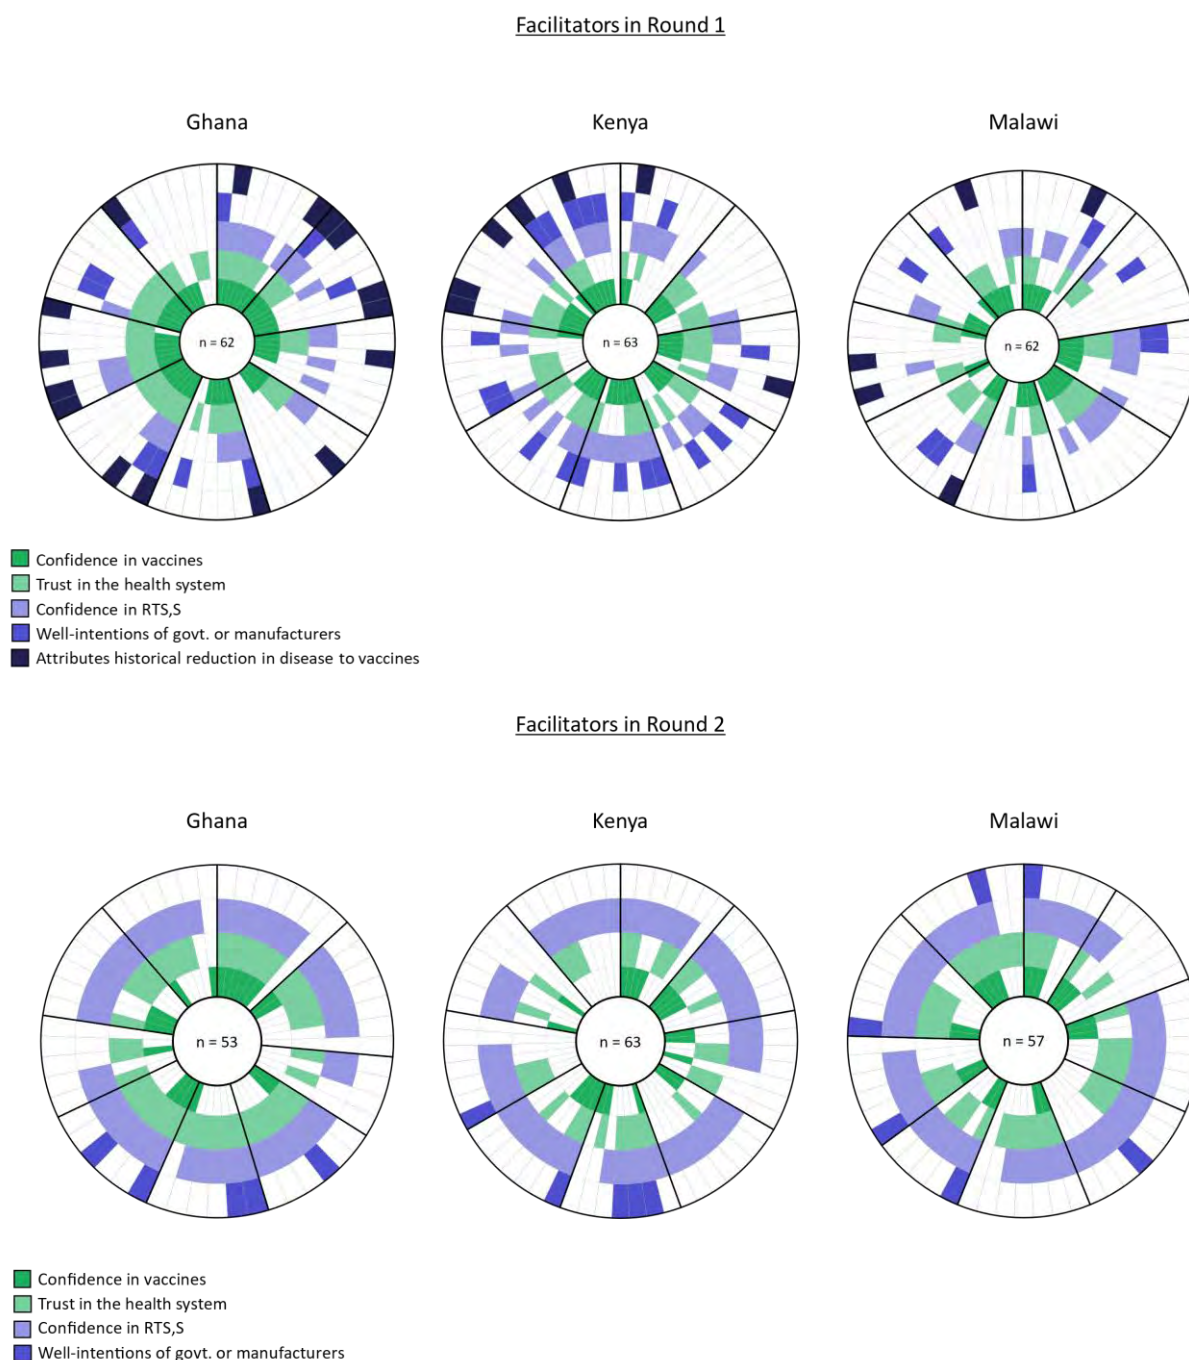 Facilitators in Round 1
Ghana
Kenya
Malawi
n = 62
n = 63
n = 62
Confidence in vaccines
Trust in the health system
Confidence in RTS,S
Well-intentions of govt. or manufacturers
Attributes historical reduction in disease to vaccines
Facilitators in Round 2
Ghana
Kenya
Malawi
n = 53
n = 63
n = 57
Confidence in vaccines
Trust in the health system
Confidence in RTS,S
Well-intentions of govt. or manufacturers